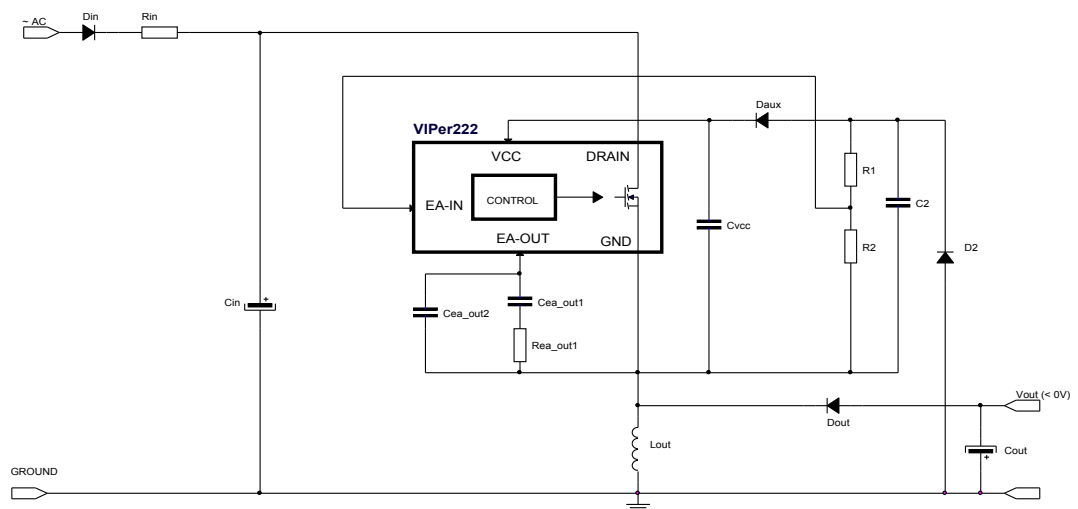 ~ AC
Din
Rin
Daux
VIPer222
VCC
DRAIN
R1
EA-IN
CONTROL
C2
Cvcc
EA-OUT
GND
R2
D2
Cin
+
Cea_out2
Cea_out1
Rea_out1
Vout (< 0V)
Dout
Lout
Cout
+
GROUND